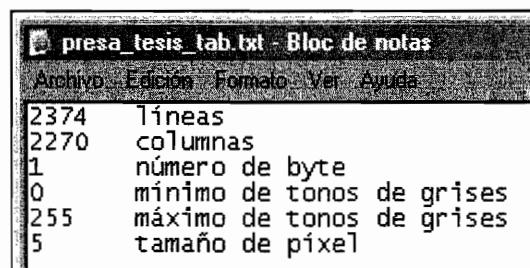 presa_tesis_tab.txt - Bloc de notas
Archivo Edición Formato Ver Ayuda
2374 líneas
2270 columnas
1 número de byte
0 mínimo de tonos de grises
255 máximo de tonos de grises
5 tamaño de píxel